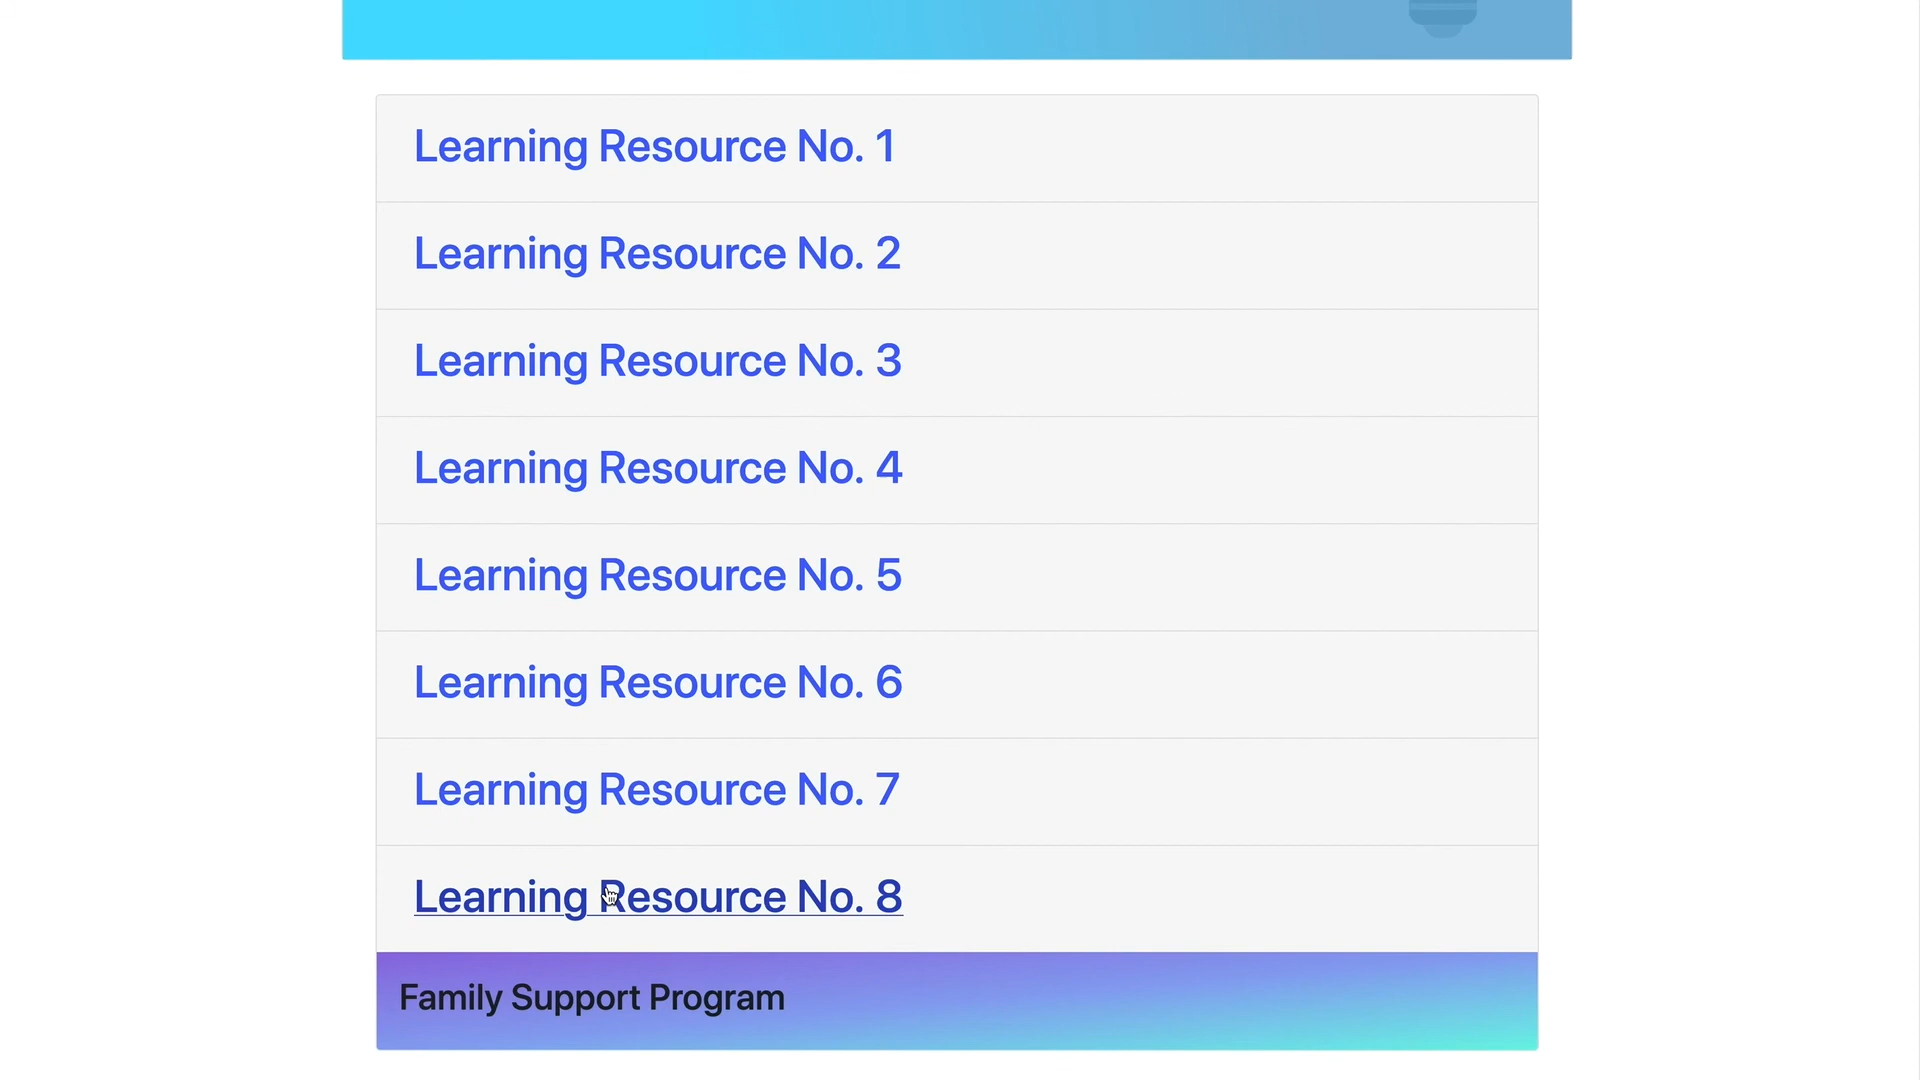 Learning Resource No. 1
Learning Resource No. 2
Learning Resource No. 3
Learning Resource No. 4
Learning Resource No. 5
Learning Resource No. 6
Learning Resource No. 7
Learning Resource No. 8
Family Support Program